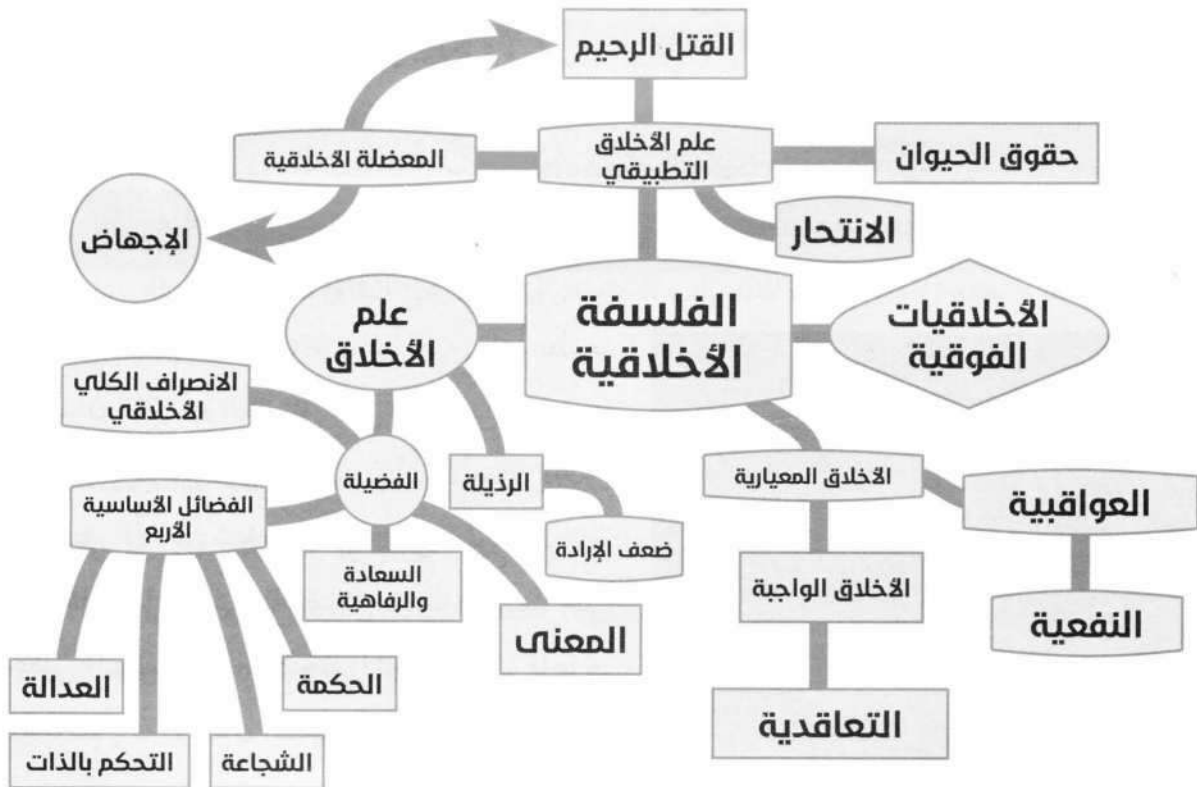 القتل الرحيم
علم الأخلاق
التطبيقي
المعضلة الأخلاقية
حقوق الحيوان
الإجهاض
الانتحار
الفلسفة
الأخلاقية
علم
الأخلاق
الأخلاقيات
الفوقية
الانصراف الكلي
الأخلاقي
الفضيلة
الرذيلة
الأخلاق المعيارية
العواقبية
الفضائل الأساسية
الأربع
السعادة
والرفاهية
ضعف الإرادة
الأخلاق الواجبة
المعنى
النفعية
العدالة
الحكمة
التعاقدية
التحكم بالذات
الشجاعة